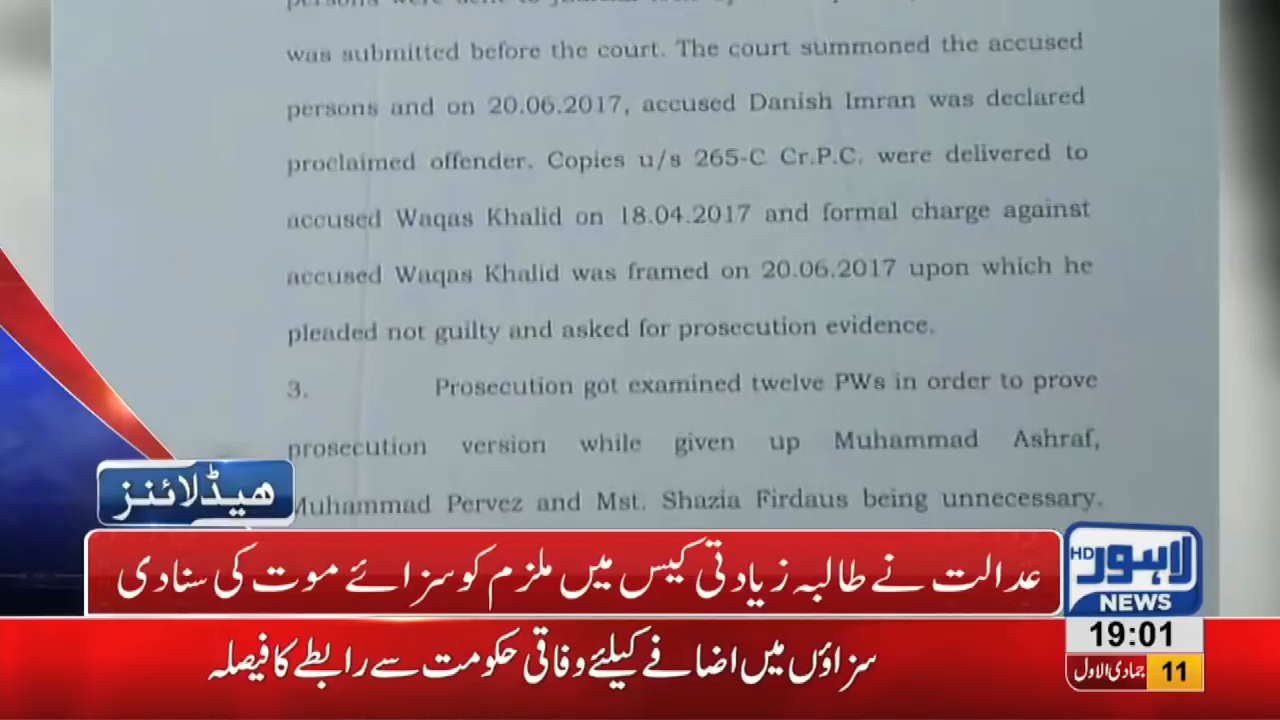 was submitted before the court. The court summoned the accused
persons and on 20.06.2017, accused Danish Imran was declared
proclaimed offender. Copies u/s 265-C Cr.P.C. were delivered to
accused Waqas Khalid on 18.04.2017 and formal charge against
accused Waqas Khalid was framed on 20.06.2017 upon which he
pleaded not guilty and asked for prosecution evidence.
3. Prosecution got examined twelve PWs in order to prove
prosecution version while given up Muhammad Ashraf,
Muhammad Pervez and Mst. Shazia Firdaus being unnecessary.
ہیڈلائنز
عدالت نے طالبہ زیادتی کیس میں ملزم کو سزائے موت کی سنا دی
سزاؤں میں اضافے کیلئے وفاقی حکومت سے رابطے کا فیصلہ
لاہور HD
NEWS
19:01
جمادی الاول 11